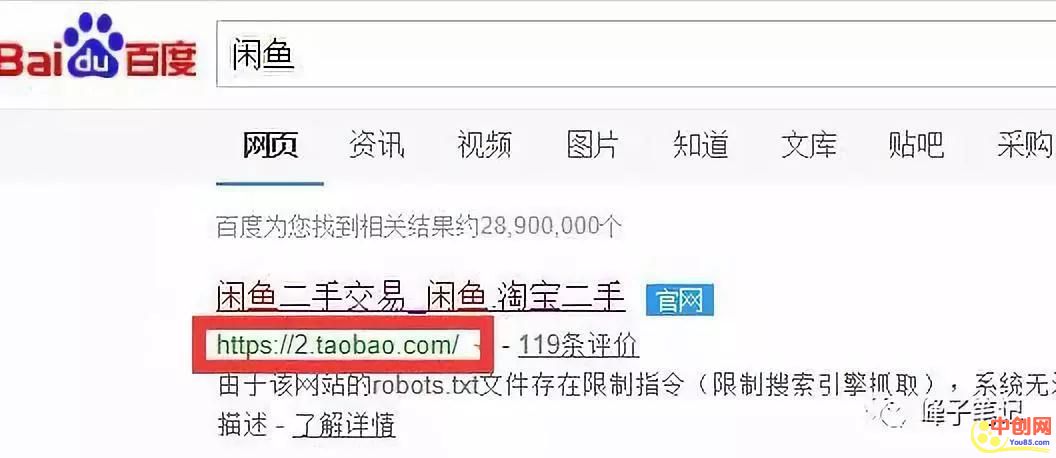 Baidu百度 闲鱼
网页 资讯 视频 图片 知道 文库 贴吧 采购
百度为您找到相关结果约28,900,000个
闲鱼二手交易_闲鱼.淘宝二手 官网
https://2.taobao.com/ - 119条评价
由于该网站的robots.txt文件存在限制指令（限制搜索引擎抓取），系统无
描述 - 了解详情
峰子笔记
中创网
You85.com